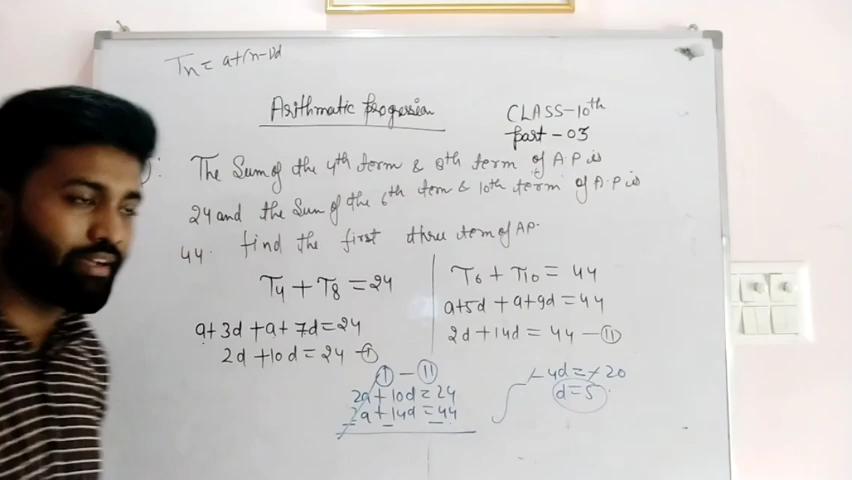 Tn = a+(n-1)d
Arithmatic Progression
CLASS-10th
Part-03
The Sum of the 4th term & 8th term of A.P is
24 and the Sum of the 6th term & 10th term of A.P is
44. find the first three term of AP.
T4 + T8 = 24
a+3d+a+7d=24
2d+10d=24 -Ⓘ
T6 + T10 = 44
a+5d+a+9d=44
2d+14d=44 -Ⓘ̲Ⓘ
Ⓘ - Ⓘ̲Ⓘ
2a+10d=24
2a+14d=44
- - -
-4d=-20
d=5